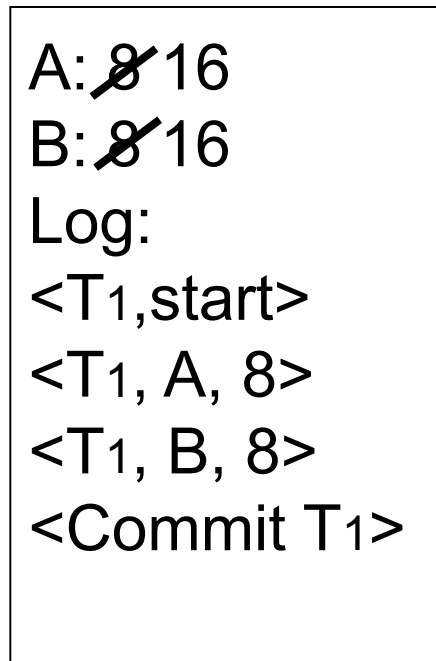 A: 8 16
B: 8 16
Log:
<T1,start>
<T1, A, 8>
<T1, B, 8>
<Commit T1>